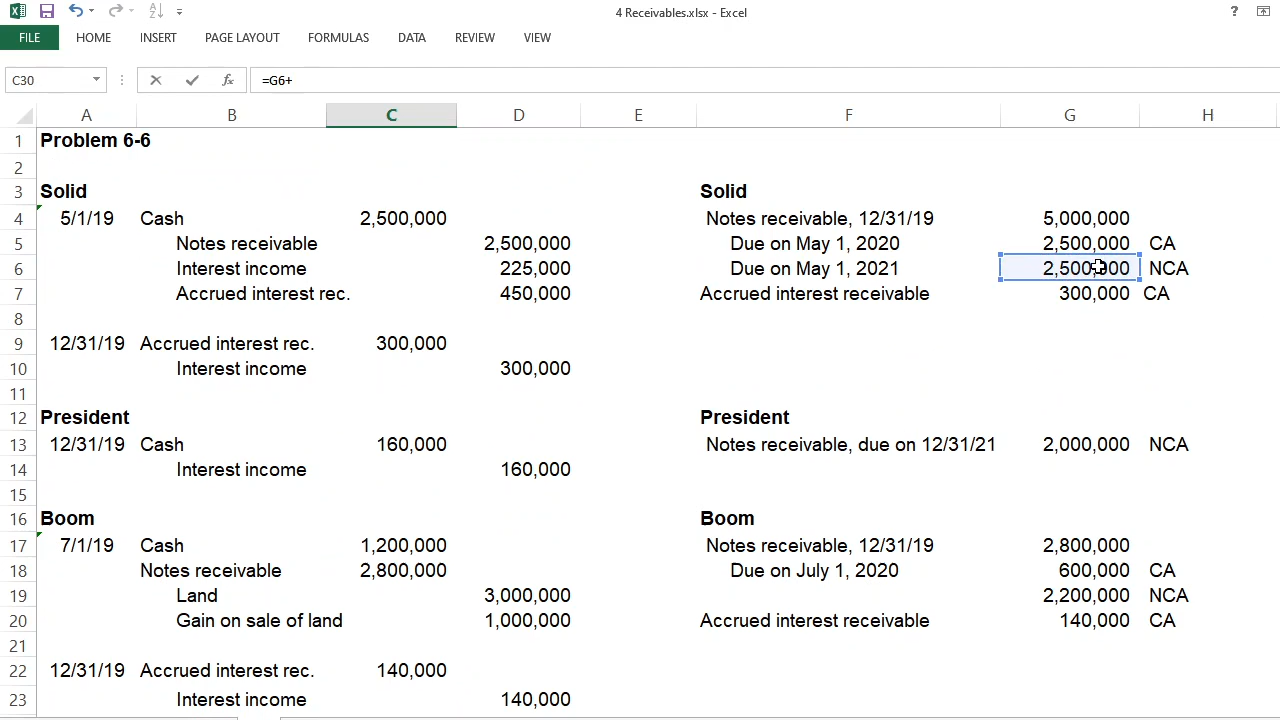 4 Receivables.xlsx - Excel
?
FILE HOME INSERT PAGE LAYOUT FORMULAS DATA REVIEW VIEW
C30 fx =G6+
A B C D E F G H
1 Problem 6-6
2
3 Solid Solid
4 5/1/19 Cash 2,500,000 Notes receivable, 12/31/19 5,000,000
5 Notes receivable 2,500,000 Due on May 1, 2020 2,500,000 CA
6 Interest income 225,000 Due on May 1, 2021 2,500,000 NCA
7 Accrued interest rec. 450,000 Accrued interest receivable 300,000 CA
8
9 12/31/19 Accrued interest rec. 300,000
10 Interest income 300,000
11
12 President President
13 12/31/19 Cash 160,000 Notes receivable, due on 12/31/21 2,000,000 NCA
14 Interest income 160,000
15
16 Boom Boom
17 7/1/19 Cash 1,200,000 Notes receivable, 12/31/19 2,800,000
18 Notes receivable 2,800,000 Due on July 1, 2020 600,000 CA
19 Land 3,000,000 2,200,000 NCA
20 Gain on sale of land 1,000,000 Accrued interest receivable 140,000 CA
21
22 12/31/19 Accrued interest rec. 140,000
23 Interest income 140,000